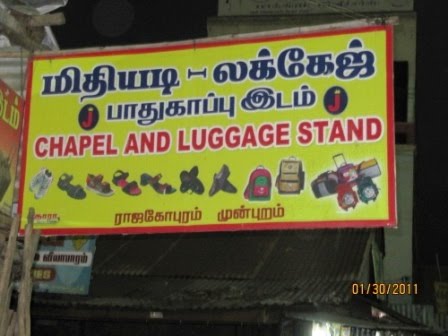 மிதியடி - லக்கேஜ்
J பாதுகாப்பு இடம் J
CHAPEL AND LUGGAGE STAND
ராஜகோபுரம் முன்புறம்
01/30/2011